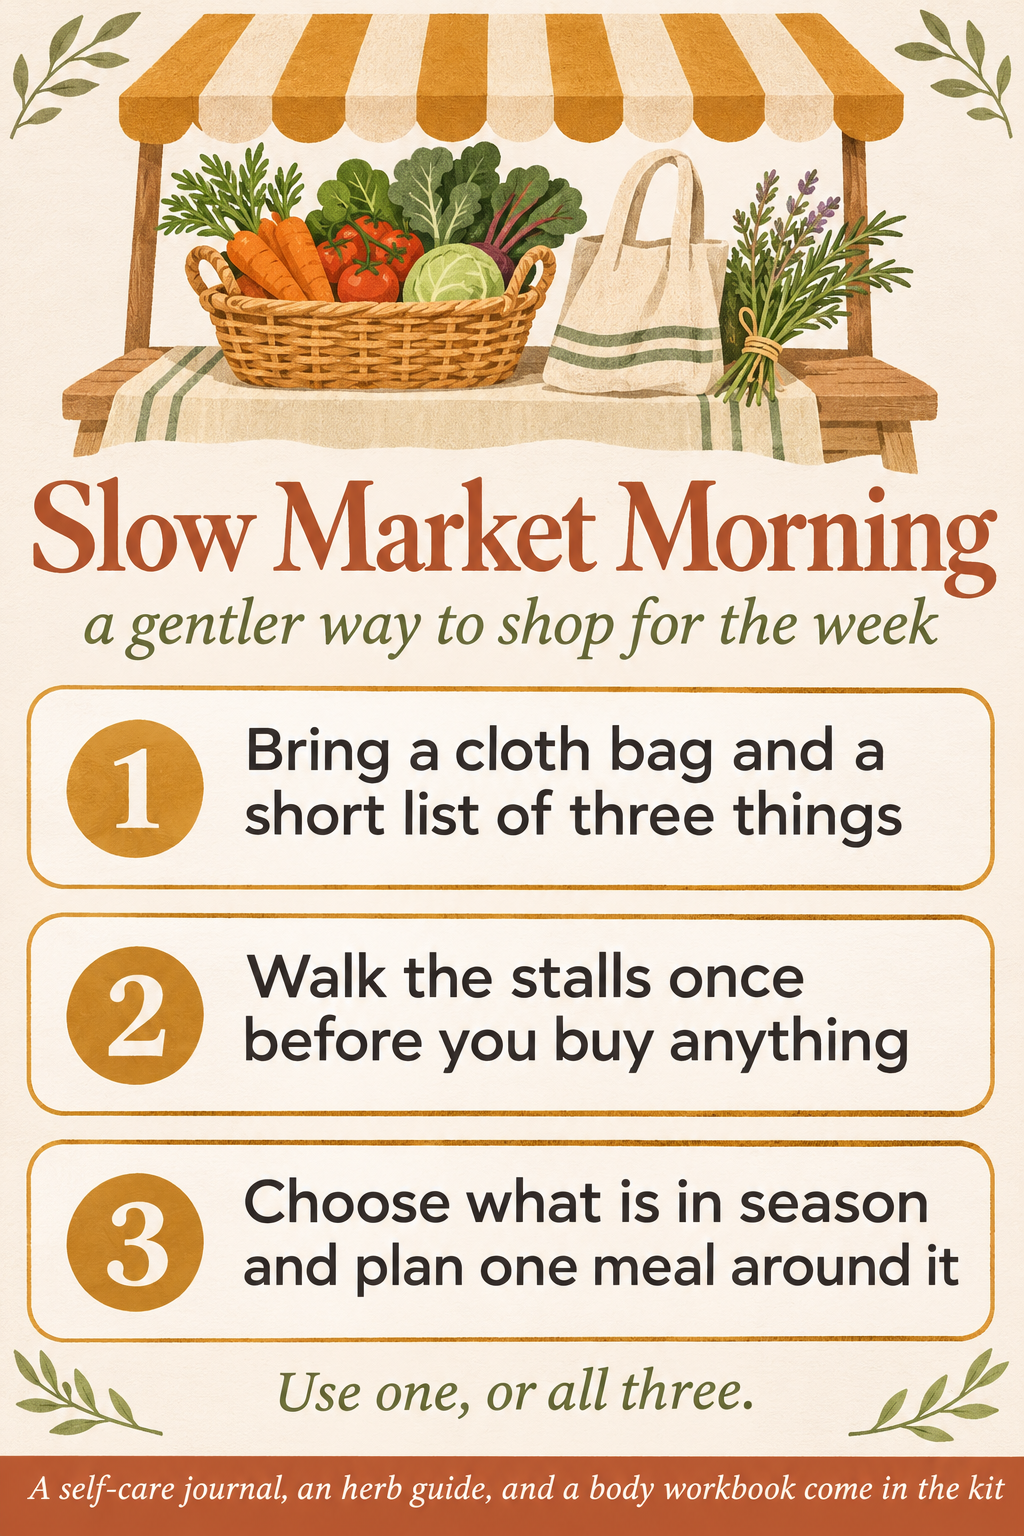 Slow Market Morning
a gentler way to shop for the week
1
Bring a cloth bag and a
short list of three things
2
Walk the stalls once
before you buy anything
3
Choose what is in season
and plan one meal around it
Use one, or all three.
A self-care journal, an herb guide, and a body workbook come in the kit